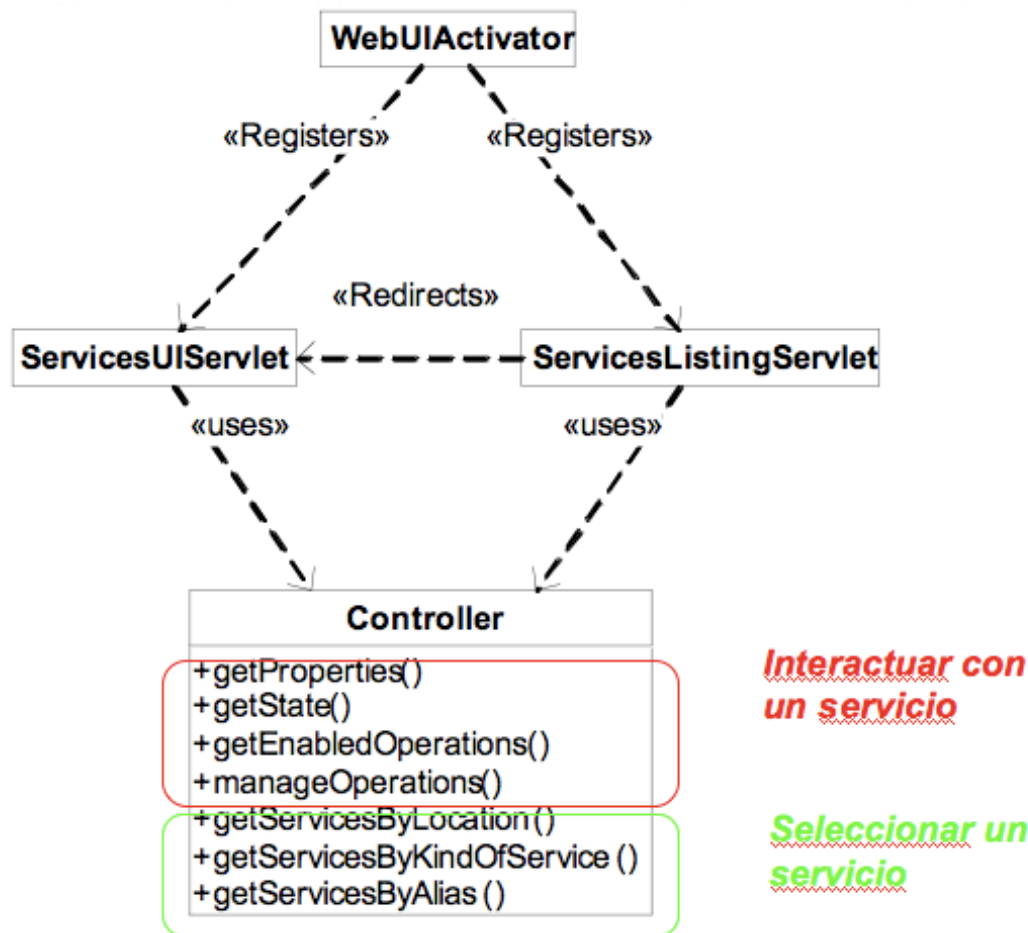 WebUIActivator
«Registers» «Registers»
«Redirects»
ServicesUIServlet ServicesListingServlet
«uses» «uses»
Controller
+getProperties()
+getState()
+getEnabledOperations()
+manageOperations()
+getServicesByLocation()
+getServicesByKindOfService ()
+getServicesByAlias ()
Interactuar con
un servicio
Seleccionar un
servicio